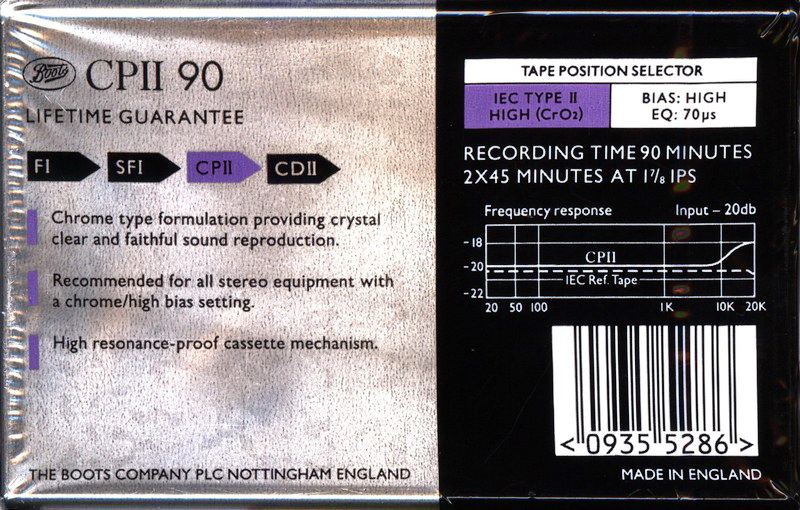 Boots CPII 90
LIFETIME GUARANTEE
FI SFI CPII CDII
Chrome type formulation providing crystal
clear and faithful sound reproduction.
Recommended for all stereo equipment with
a chrome/high bias setting.
High resonance-proof cassette mechanism.
THE BOOTS COMPANY PLC NOTTINGHAM ENGLAND
TAPE POSITION SELECTOR
IEC TYPE II
HIGH (CrO₂)
BIAS: HIGH
EQ: 70µs
RECORDING TIME 90 MINUTES
2X45 MINUTES AT 1⅞ IPS
Frequency response Input – 20db
-18
CPII
-20
IEC Ref. Tape
-22
20 50 100 1K 10K 20K
<0935 5286>
MADE IN ENGLAND